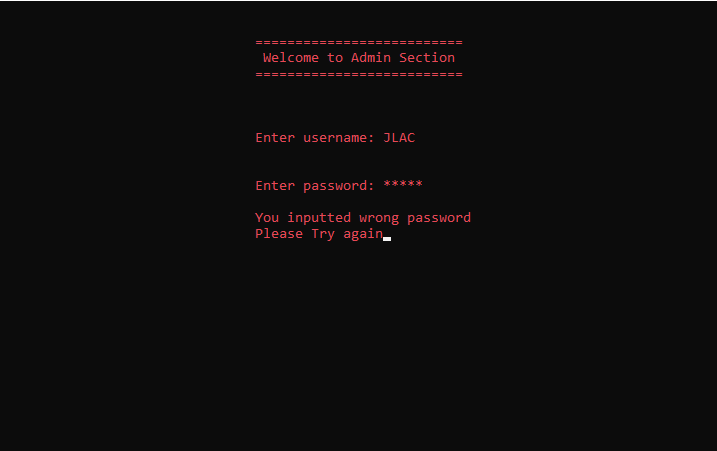 ==========================
Welcome to Admin Section
==========================
Enter username: JLAC
Enter password: *****
You inputted wrong password
Please Try again